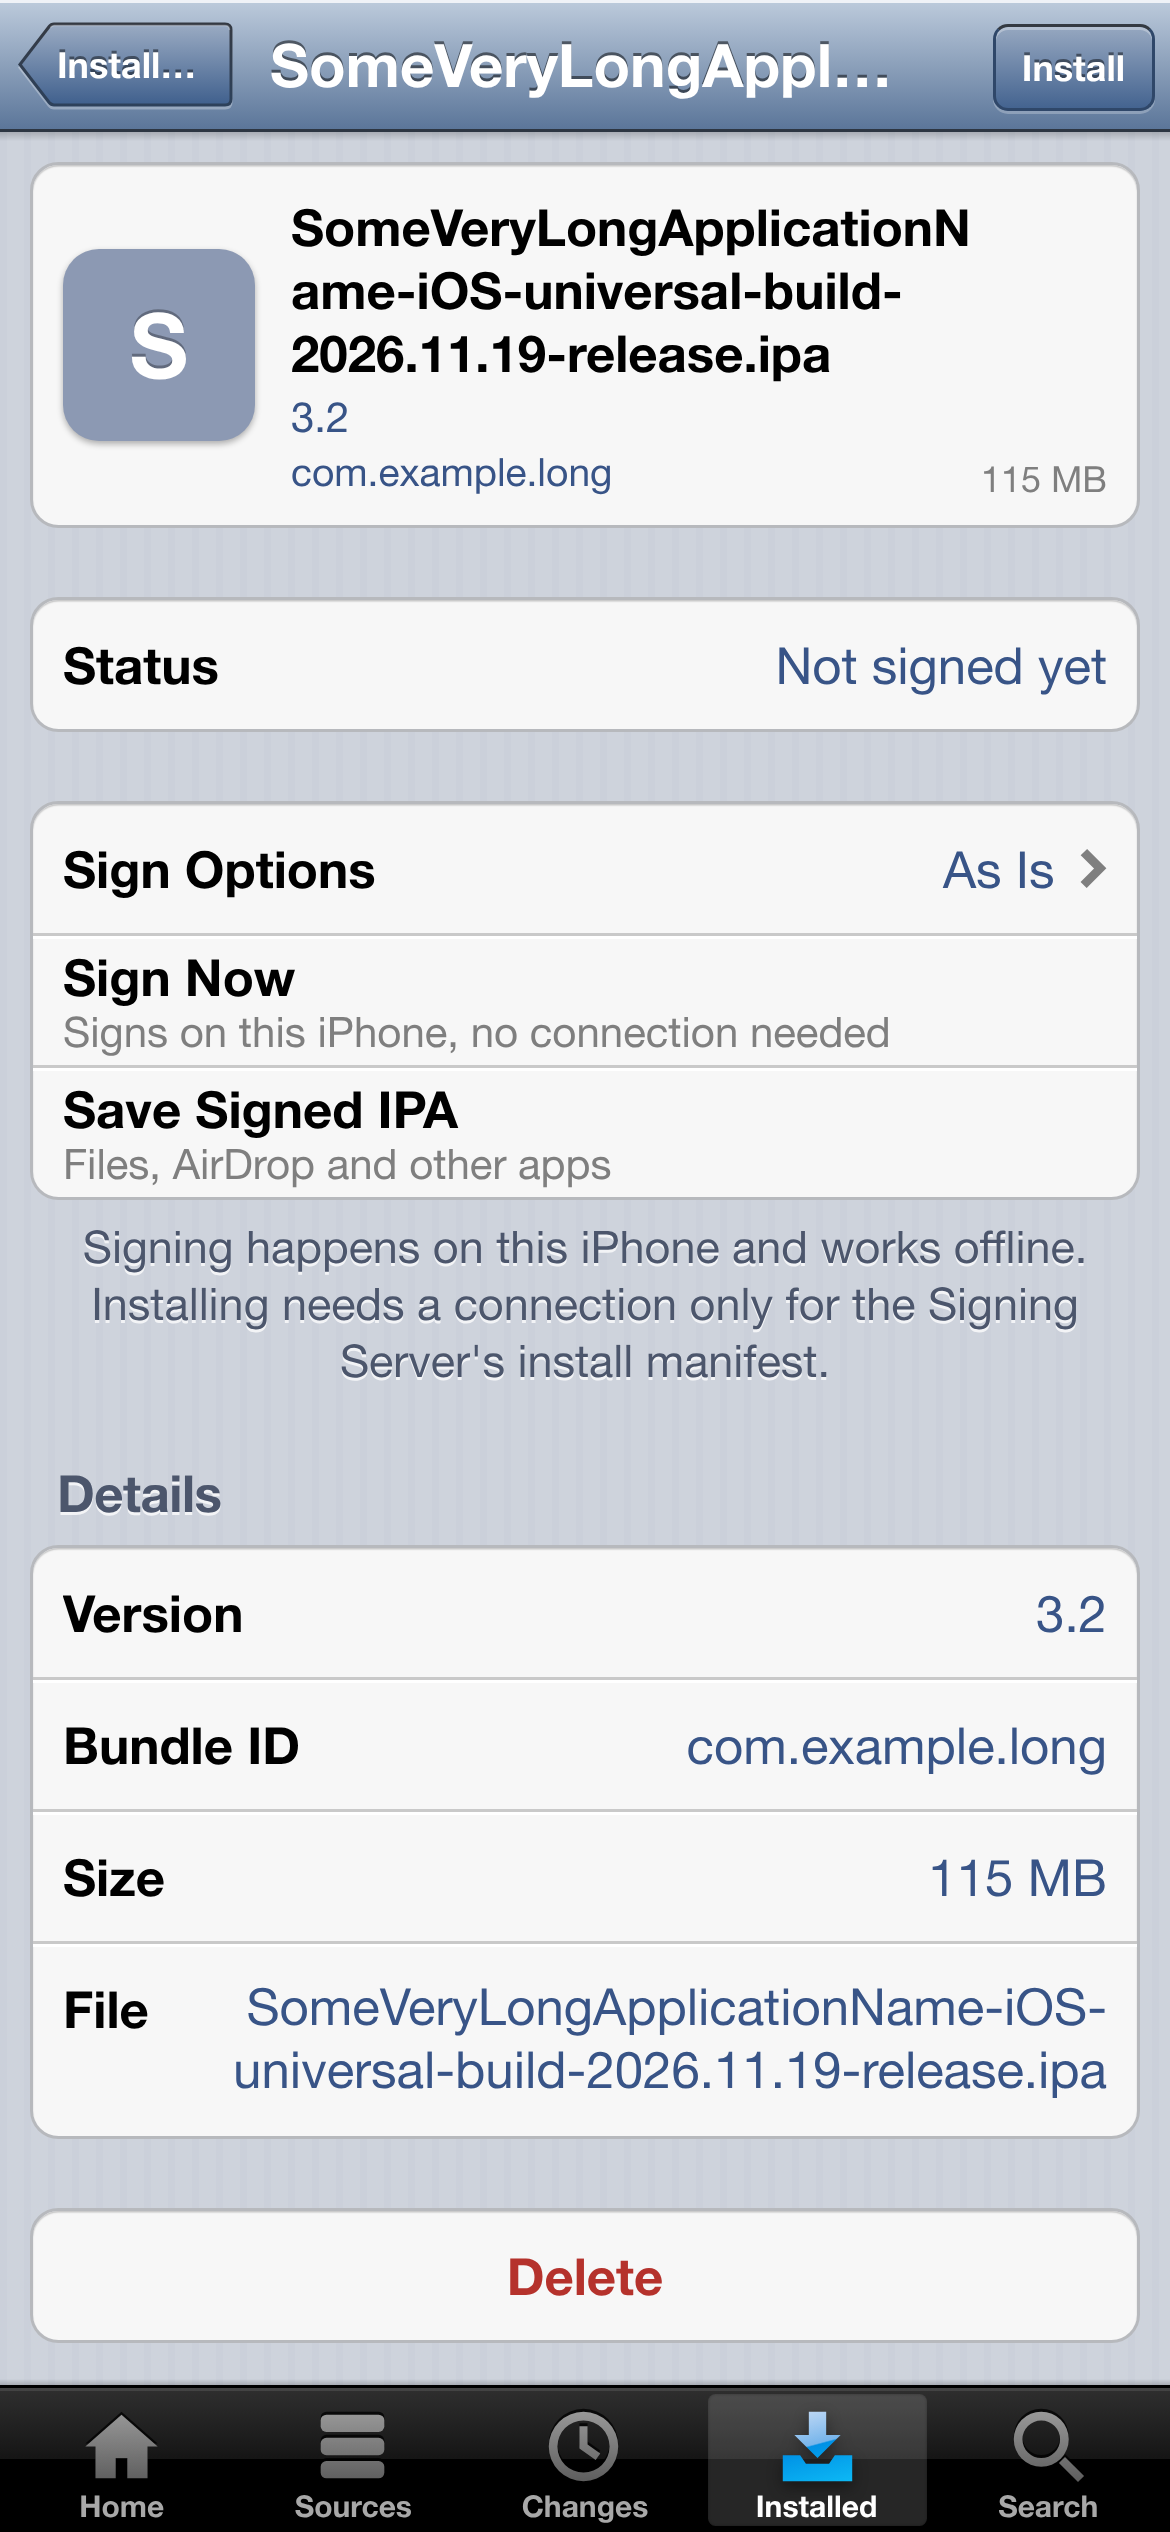 Install...
SomeVeryLongAppl...
Install
S
SomeVeryLongApplicationN
ame-iOS-universal-build-
2026.11.19-release.ipa
3.2
com.example.long
115 MB
Status
Not signed yet
Sign Options
As Is
Sign Now
Signs on this iPhone, no connection needed
Save Signed IPA
Files, AirDrop and other apps
Signing happens on this iPhone and works offline.
Installing needs a connection only for the Signing
Server's install manifest.
Details
Version
3.2
Bundle ID
com.example.long
Size
115 MB
File
SomeVeryLongApplicationName-iOS-
universal-build-2026.11.19-release.ipa
Delete
Home
Sources
Changes
Installed
Search